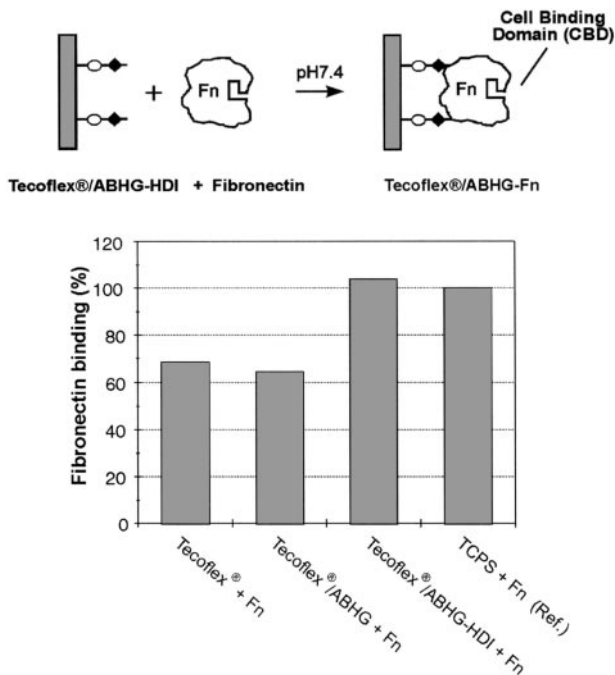 Cell Binding
Domain (CBD)
+
Fn
pH7.4
Fn
Tecoflex®/ABHG-HDI + Fibronectin
Tecoflex®/ABHG-Fn
Fibronectin binding (%)
120
100
80
60
40
20
0
Tecoflex® + Fn
Tecoflex®/ABHG + Fn
Tecoflex®/ABHG-HDI + Fn
TCPS + Fn (Ref.)